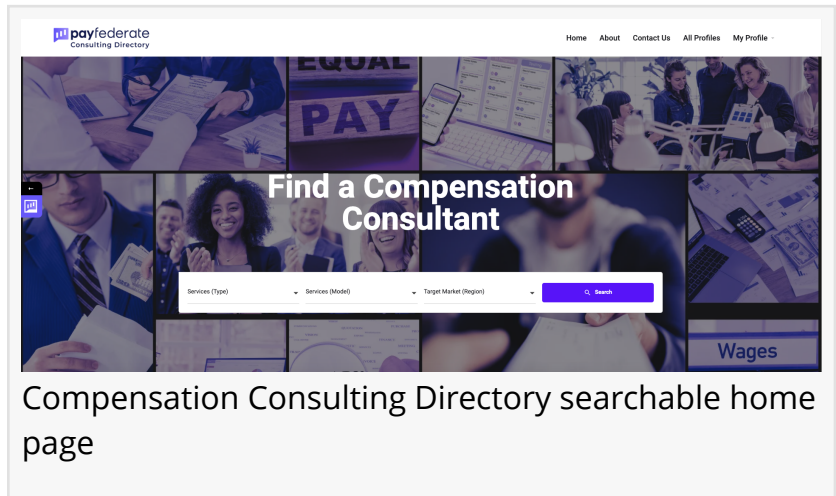 payfederate
Consulting Directory
Home About Contact Us All Profiles My Profile
EQUAL
PAY
Find a Compensation
Consultant
Services (Type) Services (Model) Target Market (Region) Search
Wages
Compensation Consulting Directory searchable home
page